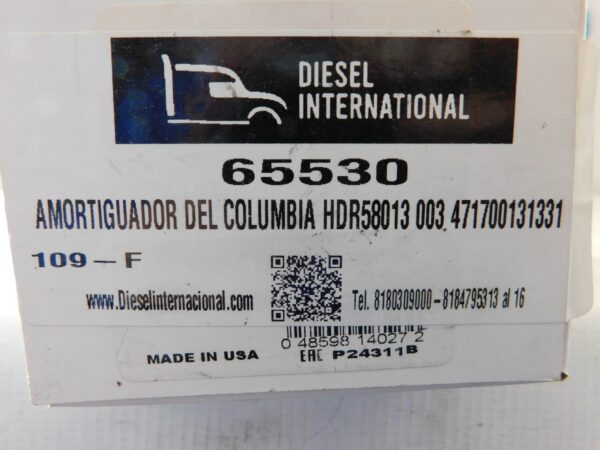 DIESEL
INTERNATIONAL
65530
AMORTIGUADOR DEL COLUMBIA HDR58013 003 471700131331
109 – F
www.Dieselinternacional.com
Tel. 8180309000–8184795313 al 16
MADE IN USA
0 48598 14027 2
EAC P24311B